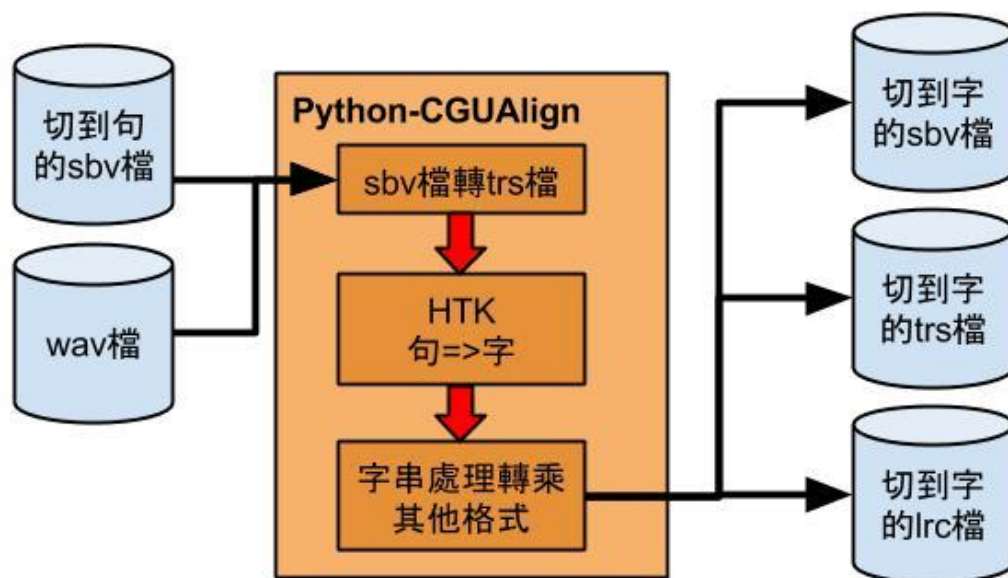 切到句
的sbv檔
wav檔
Python-CGUAlign
sbv檔轉trs檔
HTK
句=>字
字串處理轉乘
其他格式
切到字
的sbv檔
切到字
的trs檔
切到字
的lrc檔